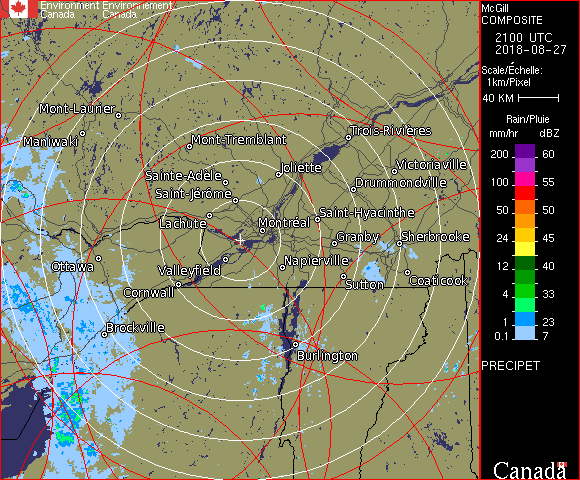 Environment Environnement
Canada Canada
McGill
COMPOSITE
2100 UTC
2018-08-27
Scale/Échelle:
1km/Pixel
40 KM
Rain/Pluie
mm/hr dBZ
200 60
100 55
50 50
24 45
12 40
4 33
1 23
0.1 7
PRECIPET
Canada
Mont-Laurier
Maniwaki
Mont-Tremblant
Trois-Rivières
Sainte-Adèle
Joliette
Victoriaville
Saint-Jérôme
Drummondville
Lachute
Montréal
Saint-Hyacinthe
Granby
Sherbrooke
Ottawa
Valleyfield
Napierville
Sutton
Coaticook
Cornwall
Brockville
Burlington